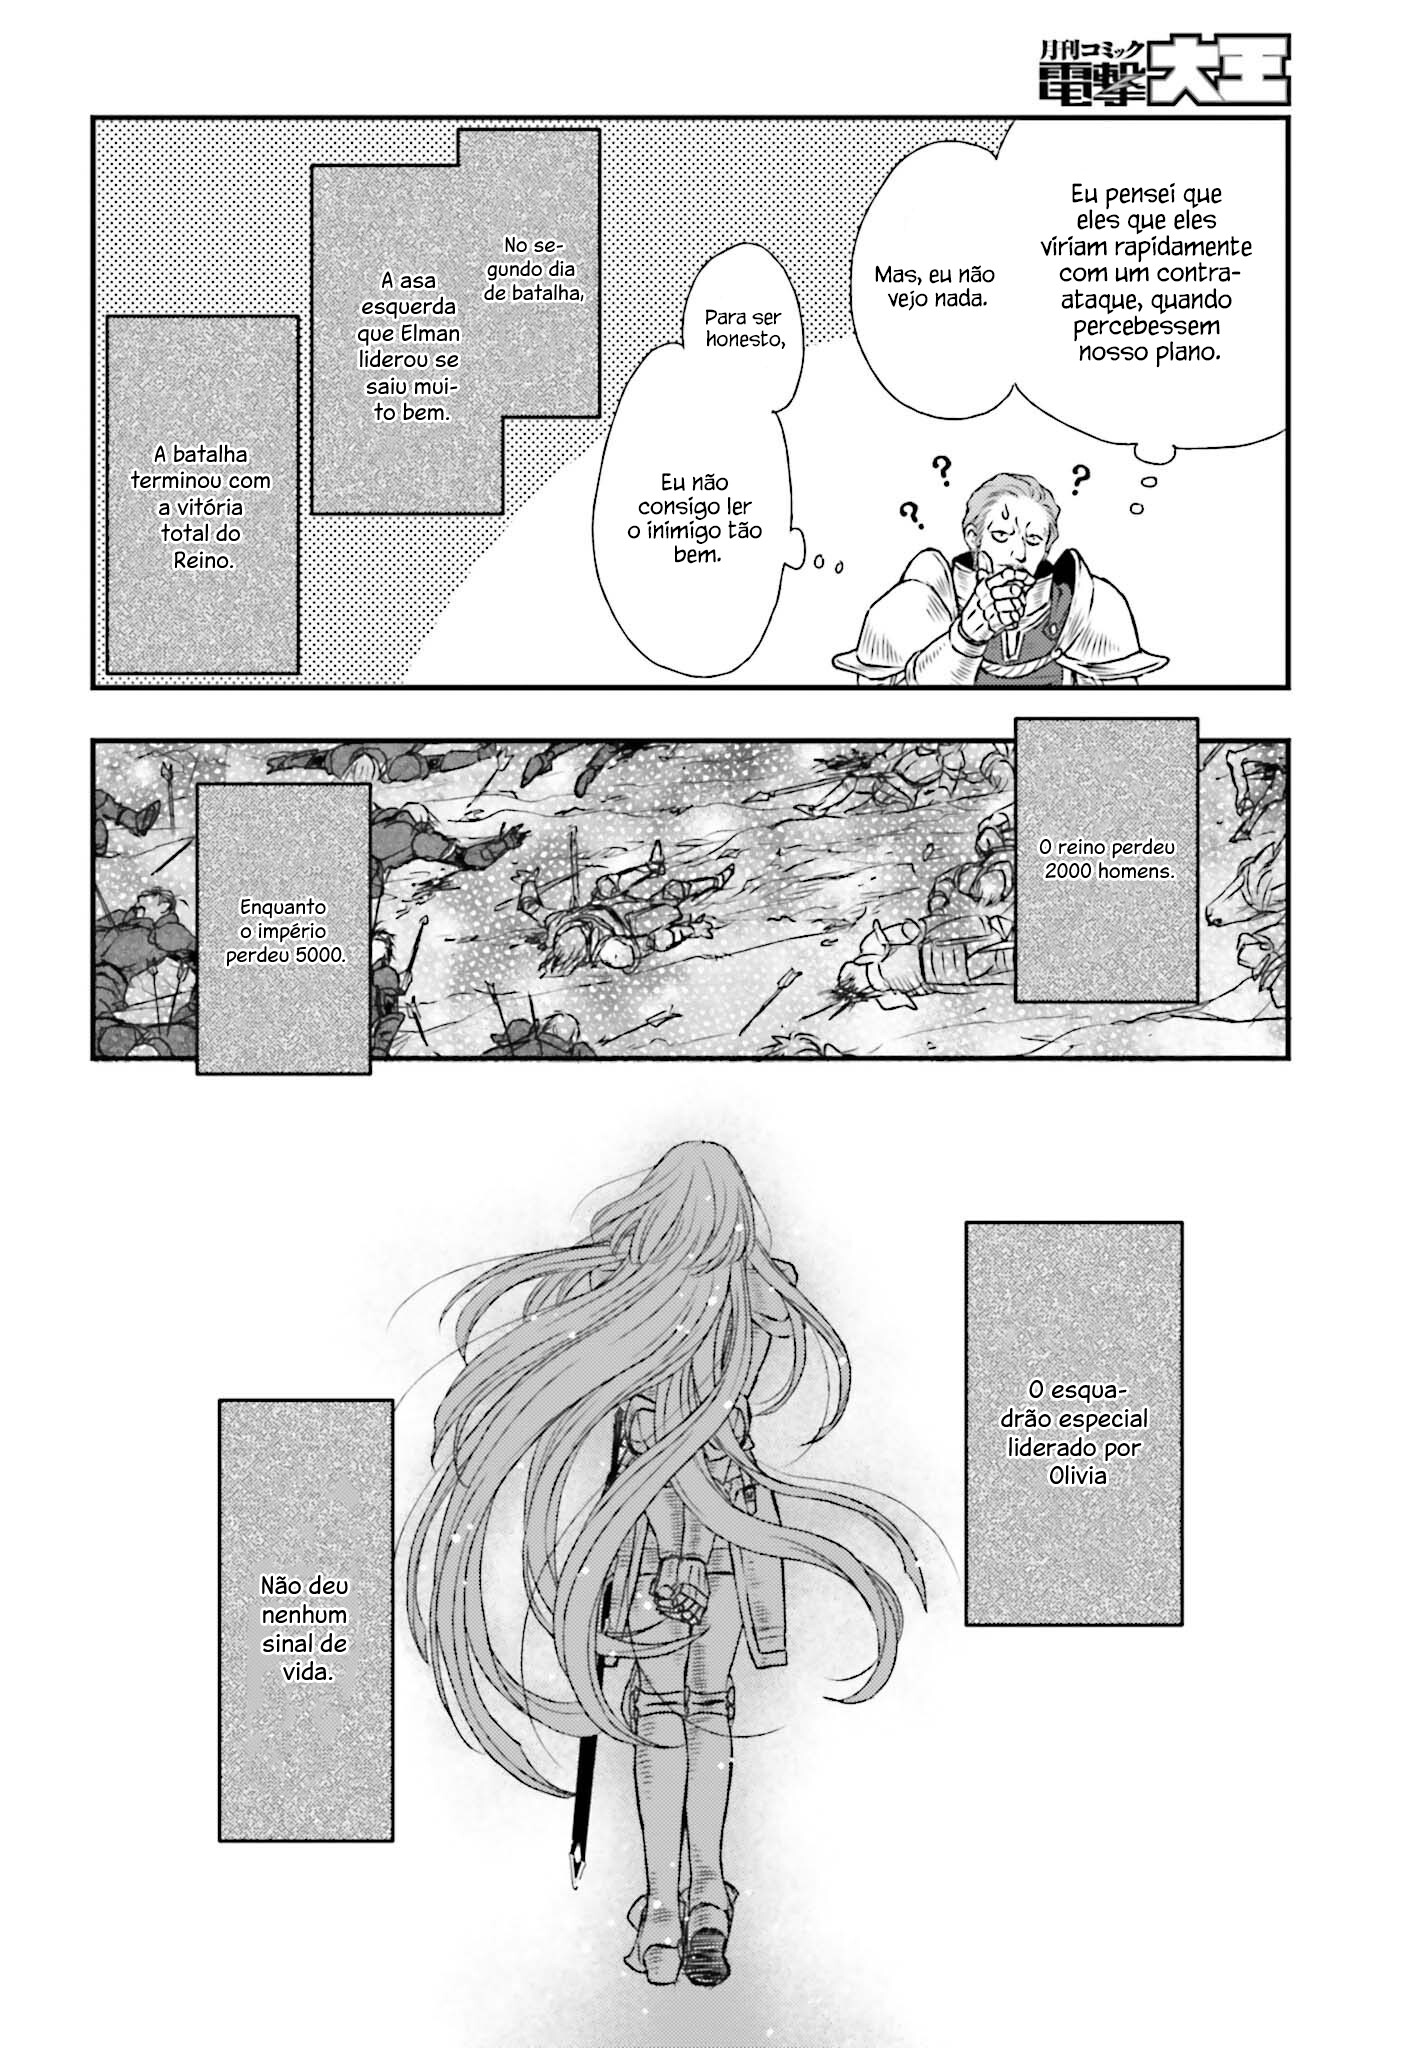 月刊コミック
電撃大王
Eu pensei que
eles que eles
viriam rapidamente
com um contra-
ataque, quando
percebessem
nosso plano.
Mas, eu não
vejo nada.
Para ser
honesto,
Eu não
consigo ler
o inimigo tão
bem.
?
?
?
No se-
gundo dia
de batalha,
A asa
esquerda
que Elman
liderou se
saiu mui-
to bem.
A batalha
terminou com
a vitória
total do
Reino.
O reino perdeu
2000 homens.
Enquanto
o império
perdeu 5000.
O esqua-
drão especial
liderado por
Olivia
Não deu
nenhum
sinal de
vida.